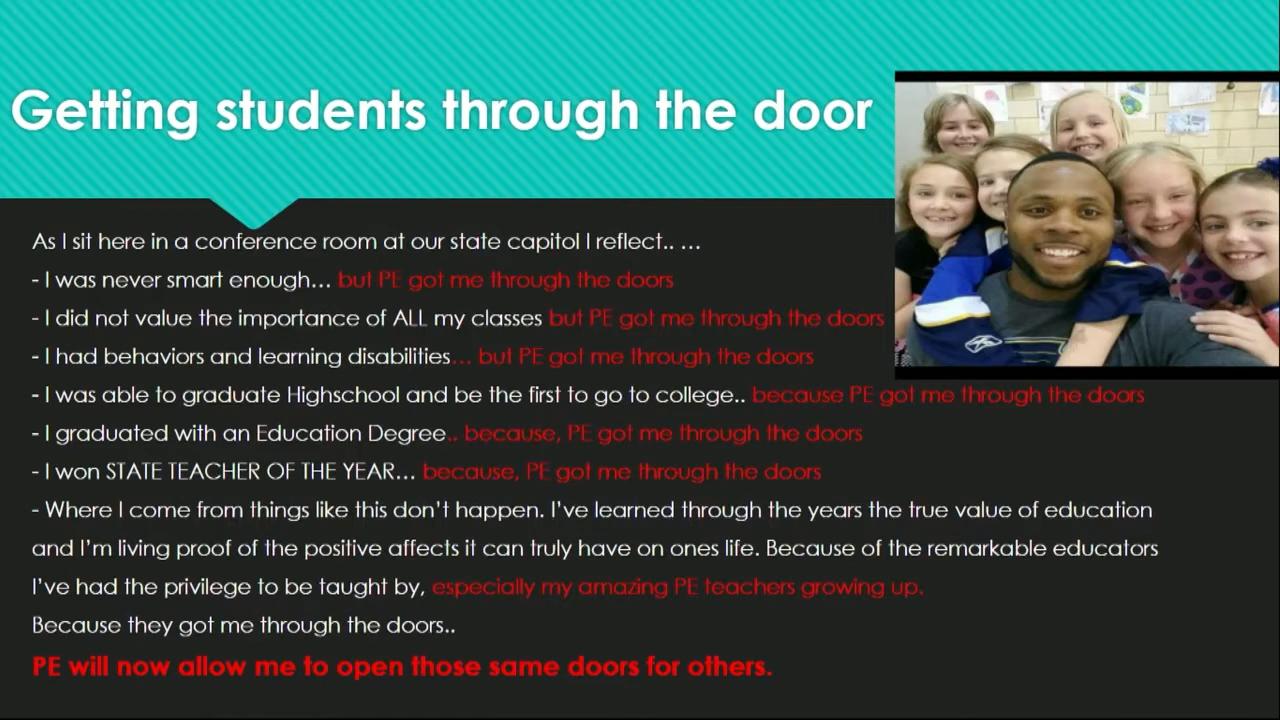 Getting students through the door
As I sit here in a conference room at our state capitol I reflect.. …
- I was never smart enough… but PE got me through the doors
- I did not value the importance of ALL my classes but PE got me through the doors
- I had behaviors and learning disabilities… but PE got me through the doors
- I was able to graduate Highschool and be the first to go to college.. because PE got me through the doors
- I graduated with an Education Degree.. because, PE got me through the doors
- I won STATE TEACHER OF THE YEAR… because, PE got me through the doors
- Where I come from things like this don't happen. I've learned through the years the true value of education
and I'm living proof of the positive affects it can truly have on ones life. Because of the remarkable educators
I've had the privilege to be taught by, especially my amazing PE teachers growing up.
Because they got me through the doors..
PE will now allow me to open those same doors for others.